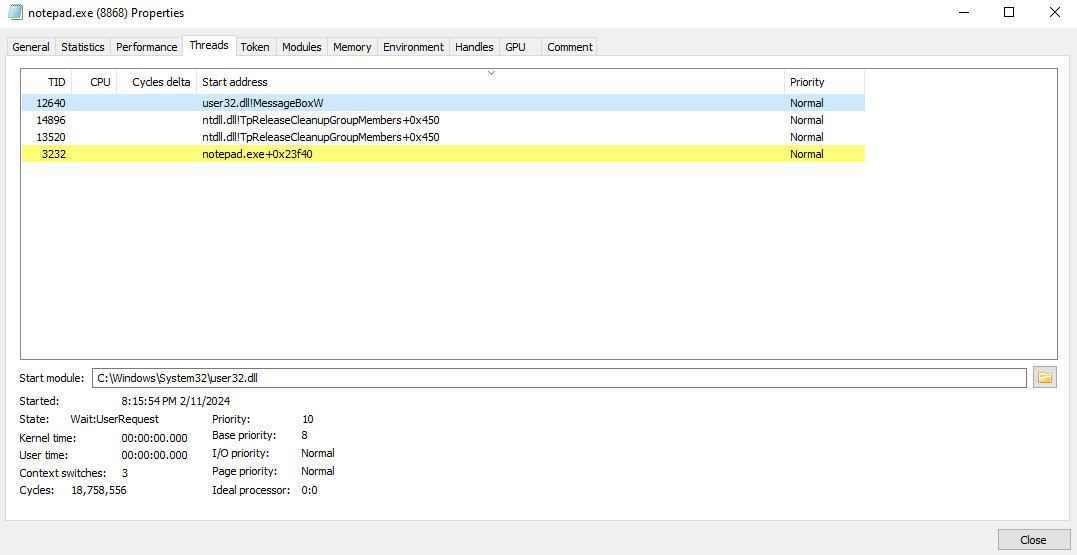 notepad.exe (8868) Properties
General Statistics Performance Threads Token Modules Memory Environment Handles GPU Comment
TID CPU Cycles delta Start address Priority
12640 user32.dll!MessageBoxW Normal
14896 ntdll.dll!TpReleaseCleanupGroupMembers+0x450 Normal
13520 ntdll.dll!TpReleaseCleanupGroupMembers+0x450 Normal
3232 notepad.exe+0x23f40 Normal
Start module: C:\Windows\System32\user32.dll
Started: 8:15:54 PM 2/11/2024
State: Wait:UserRequest Priority: 10
Kernel time: 00:00:00.000 Base priority: 8
User time: 00:00:00.000 I/O priority: Normal
Context switches: 3 Page priority: Normal
Cycles: 18,758,556 Ideal processor: 0:0
Close